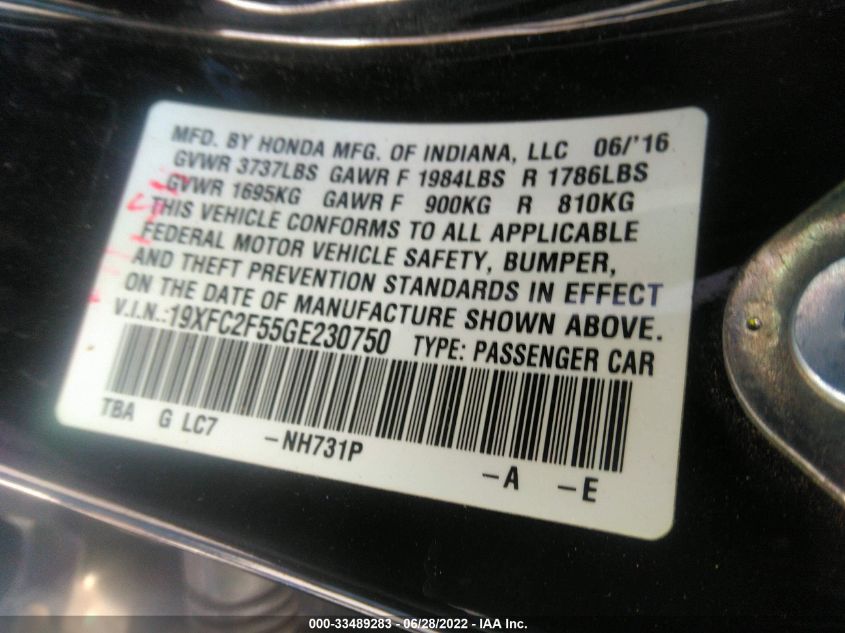 MFD. BY HONDA MFG. OF INDIANA, LLC 06/'16
GVWR 3737LBS GAWR F 1984LBS R 1786LBS
GVWR 1695KG GAWR F 900KG R 810KG
THIS VEHICLE CONFORMS TO ALL APPLICABLE
FEDERAL MOTOR VEHICLE SAFETY, BUMPER,
AND THEFT PREVENTION STANDARDS IN EFFECT
ON THE DATE OF MANUFACTURE SHOWN ABOVE.
V.I.N.:19XFC2F55GE230750 TYPE: PASSENGER CAR
TBA G LC7 -NH731P -A -E
000-33489283 - 06/28/2022 - IAA Inc.